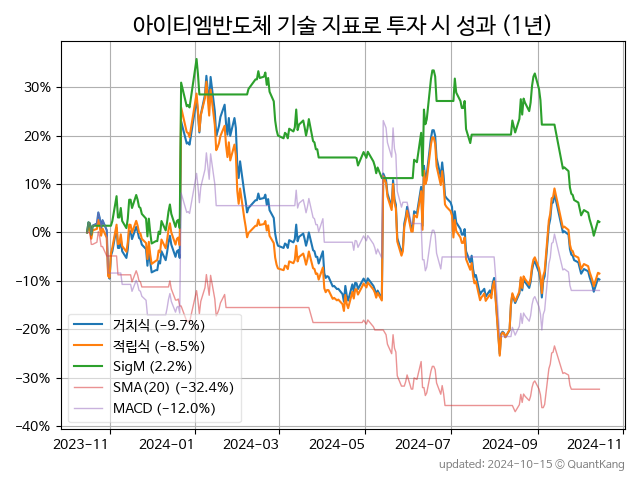 아이티엠반도체 기술 지표로 투자 시 성과 (1년)
30%
20%
10%
0%
−10%
−20%
−30%
−40%
거치식 (−9.7%)
적립식 (−8.5%)
SigM (2.2%)
SMA(20) (−32.4%)
MACD (−12.0%)
2023-11
2024-01
2024-03
2024-05
2024-07
2024-09
2024-11
updated: 2024-10-15 © QuantKang